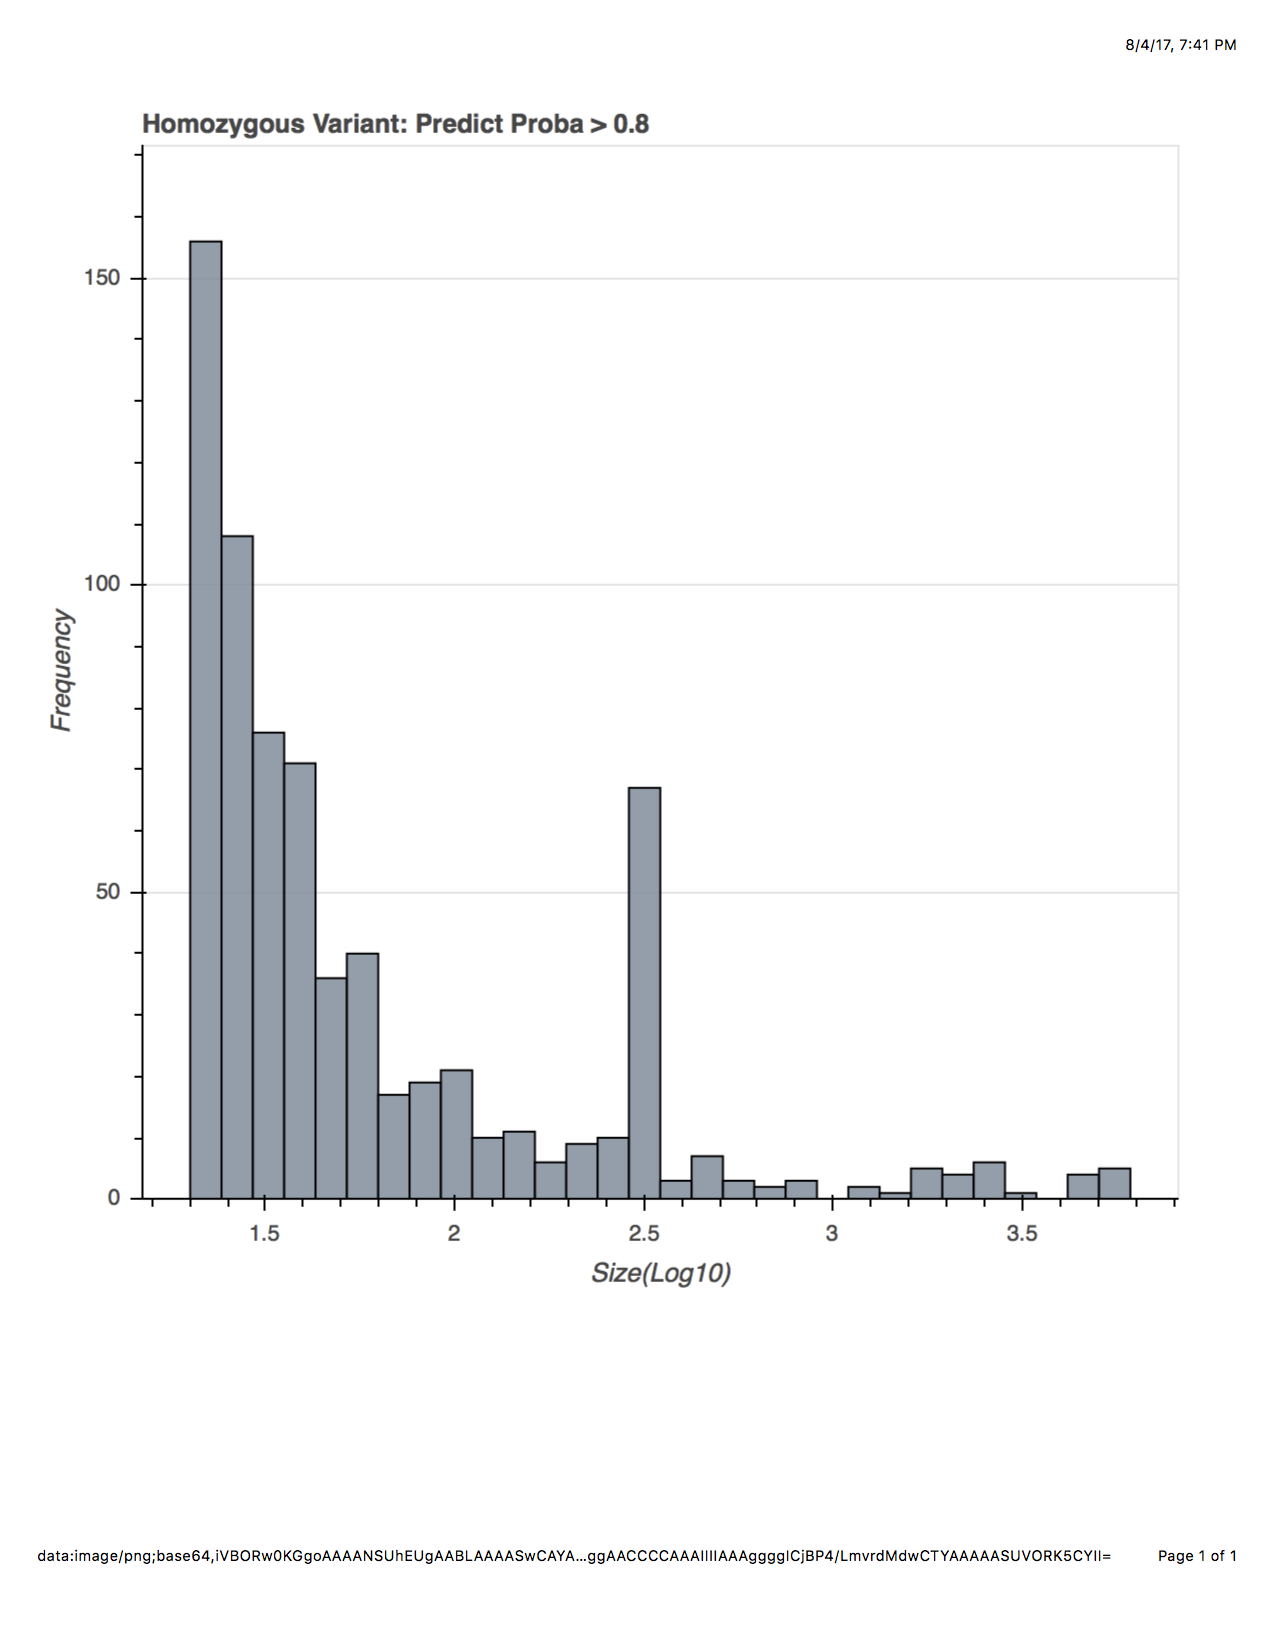 8/4/17, 7:41 PM
Homozygous Variant: Predict Proba > 0.8
150
100
50
0
Frequency
1.5 2 2.5 3 3.5
Size(Log10)
data:image/png;base64,iVBORw0KGgoAAAANSUhEUgAABLAAAASwCAYA…ggAACCCCAAAIIIIAAAggggICjBP4/LmvrdMdwCTYAAAAASUVORK5CYII= Page 1 of 1